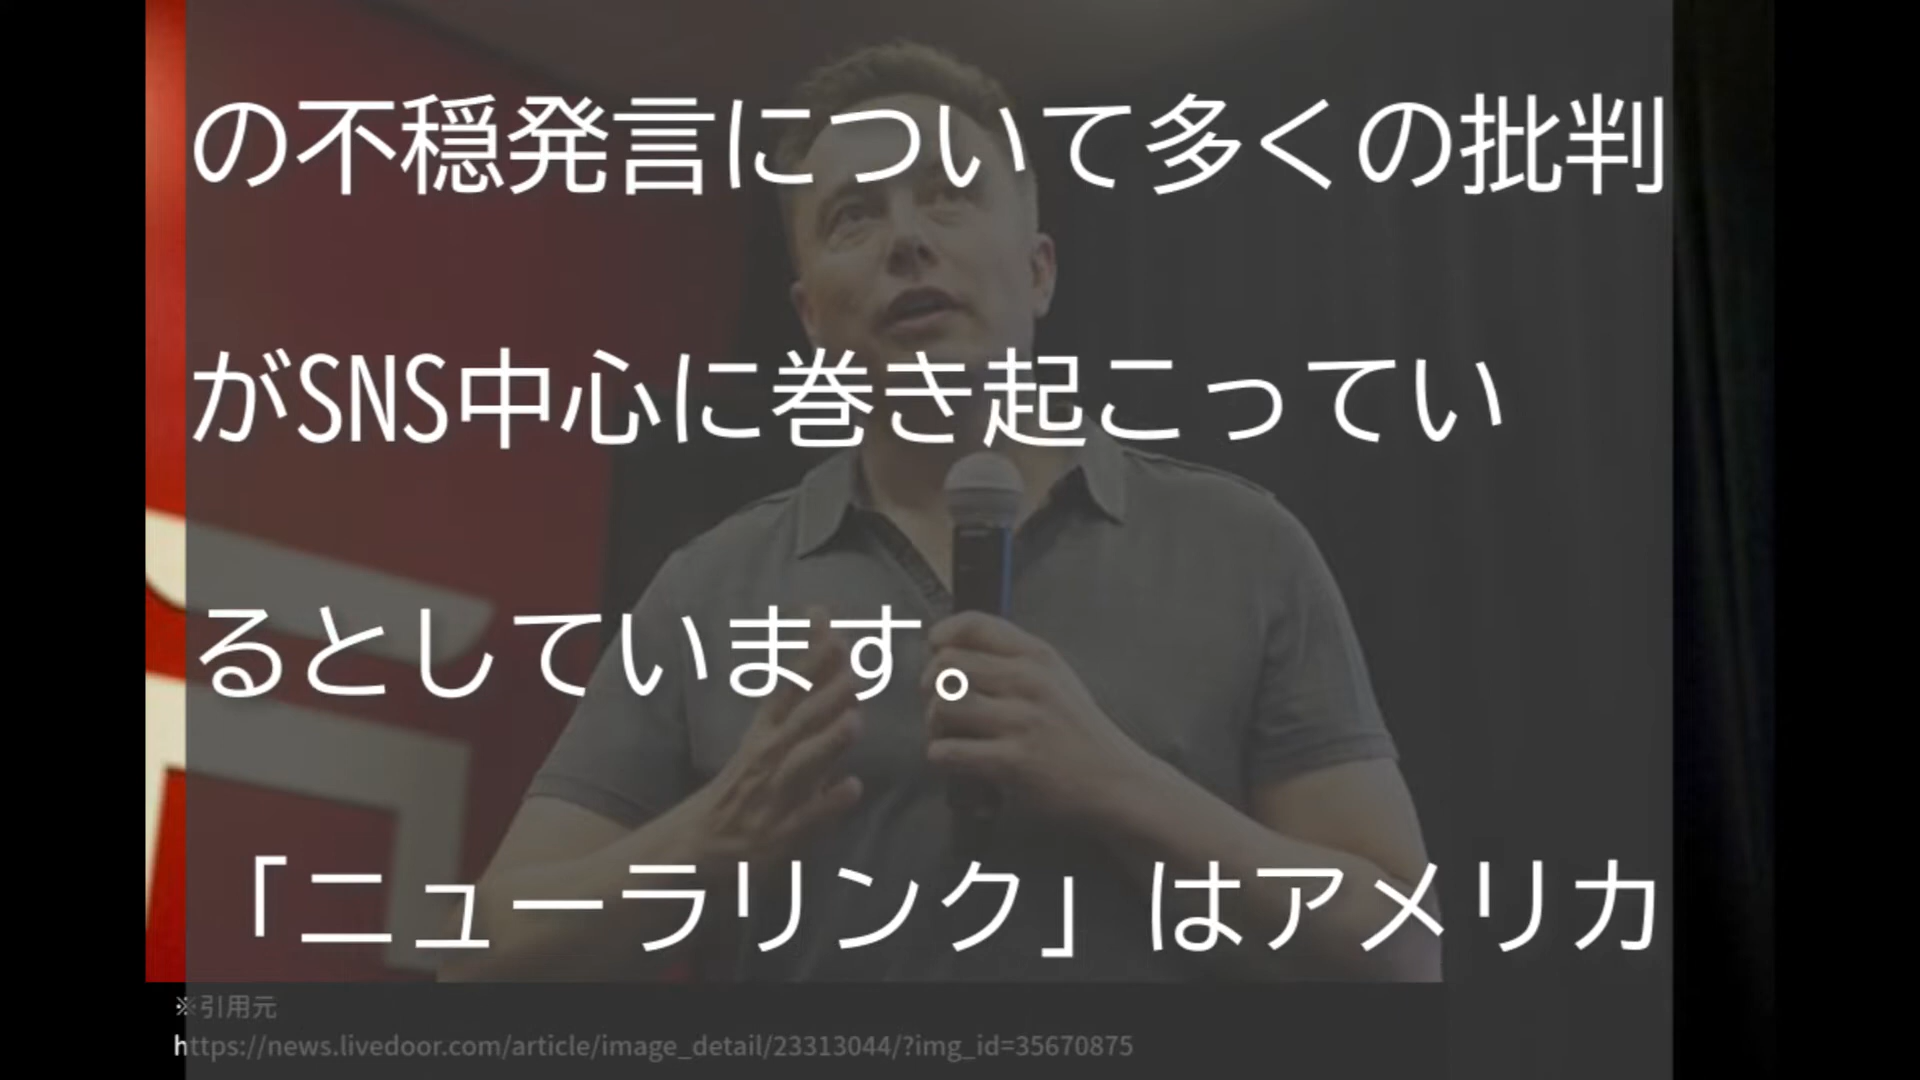 の不穏発言について多くの批判
がSNS中心に巻き起こってい
るとしています。
「ニューラリンク」はアメリカ
※引用元
https://news.livedoor.com/article/image_detail/23313044/?img_id=35670875